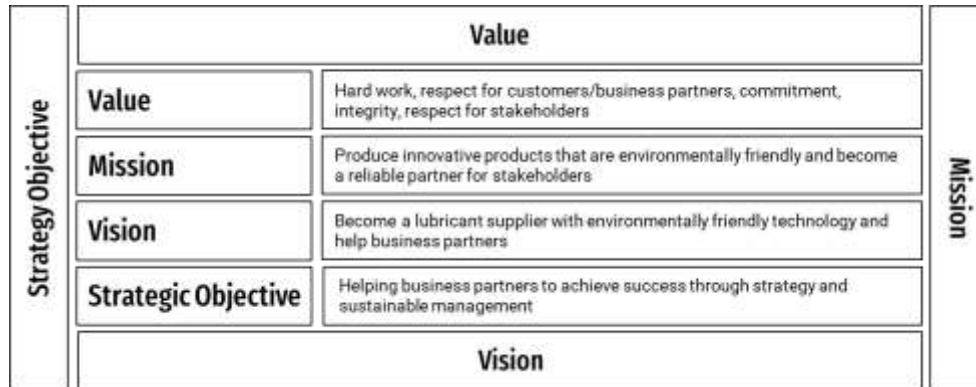 Value
Strategy Objective
Value
Hard work, respect for customers/business partners, commitment,
integrity, respect for stakeholders
Mission
Produce innovative products that are environmentally friendly and become
a reliable partner for stakeholders
Vision
Become a lubricant supplier with environmentally friendly technology and
help business partners
Strategic Objective
Helping business partners to achieve success through strategy and
sustainable management
Mission
Vision